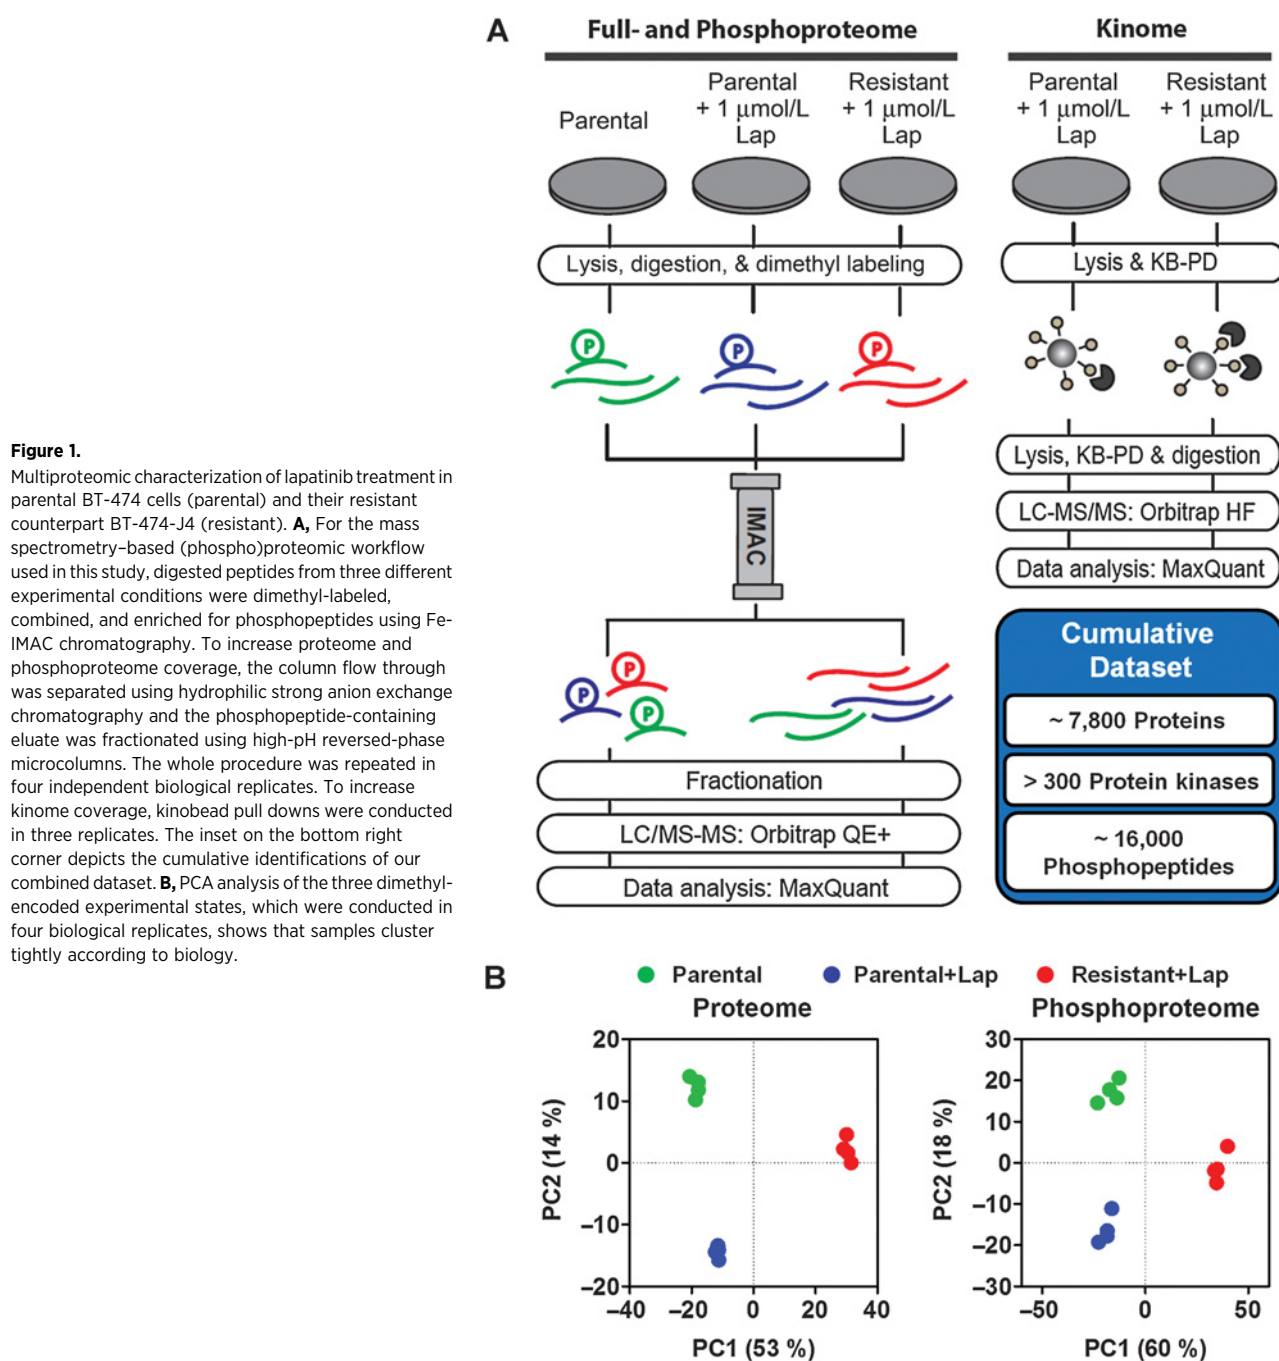 Figure 1.
Multiproteomic characterization of lapatinib treatment in
parental BT-474 cells (parental) and their resistant
counterpart BT-474-J4 (resistant). A, For the mass
spectrometry–based (phospho)proteomic workflow
used in this study, digested peptides from three different
experimental conditions were dimethyl-labeled,
combined, and enriched for phosphopeptides using Fe-
IMAC chromatography. To increase proteome and
phosphoproteome coverage, the column flow through
was separated using hydrophilic strong anion exchange
chromatography and the phosphopeptide-containing
eluate was fractionated using high-pH reversed-phase
microcolumns. The whole procedure was repeated in
four independent biological replicates. To increase
kinome coverage, kinobead pull downs were conducted
in three replicates. The inset on the bottom right
corner depicts the cumulative identifications of our
combined dataset. B, PCA analysis of the three dimethyl-
encoded experimental states, which were conducted in
four biological replicates, shows that samples cluster
tightly according to biology.
A
Full- and Phosphoproteome
Parental
Parental
+ 1 μmol/L
Lap
Resistant
+ 1 μmol/L
Lap
Lysis, digestion, & dimethyl labeling
P
P
P
IMAC
P
P
P
Fractionation
LC/MS-MS: Orbitrap QE+
Data analysis: MaxQuant
Kinome
Parental
+ 1 μmol/L
Lap
Resistant
+ 1 μmol/L
Lap
Lysis & KB-PD
Lysis, KB-PD & digestion
LC-MS/MS: Orbitrap HF
Data analysis: MaxQuant
Cumulative
Dataset
~ 7,800 Proteins
> 300 Protein kinases
~ 16,000
Phosphopeptides
B
Parental
Parental+Lap
Resistant+Lap
Proteome
PC2 (14 %)
20
10
0
–10
–20
–40
–20
0
20
40
PC1 (53 %)
Phosphoproteome
PC2 (18 %)
30
20
10
0
–10
–20
–30
–50
0
50
PC1 (60 %)